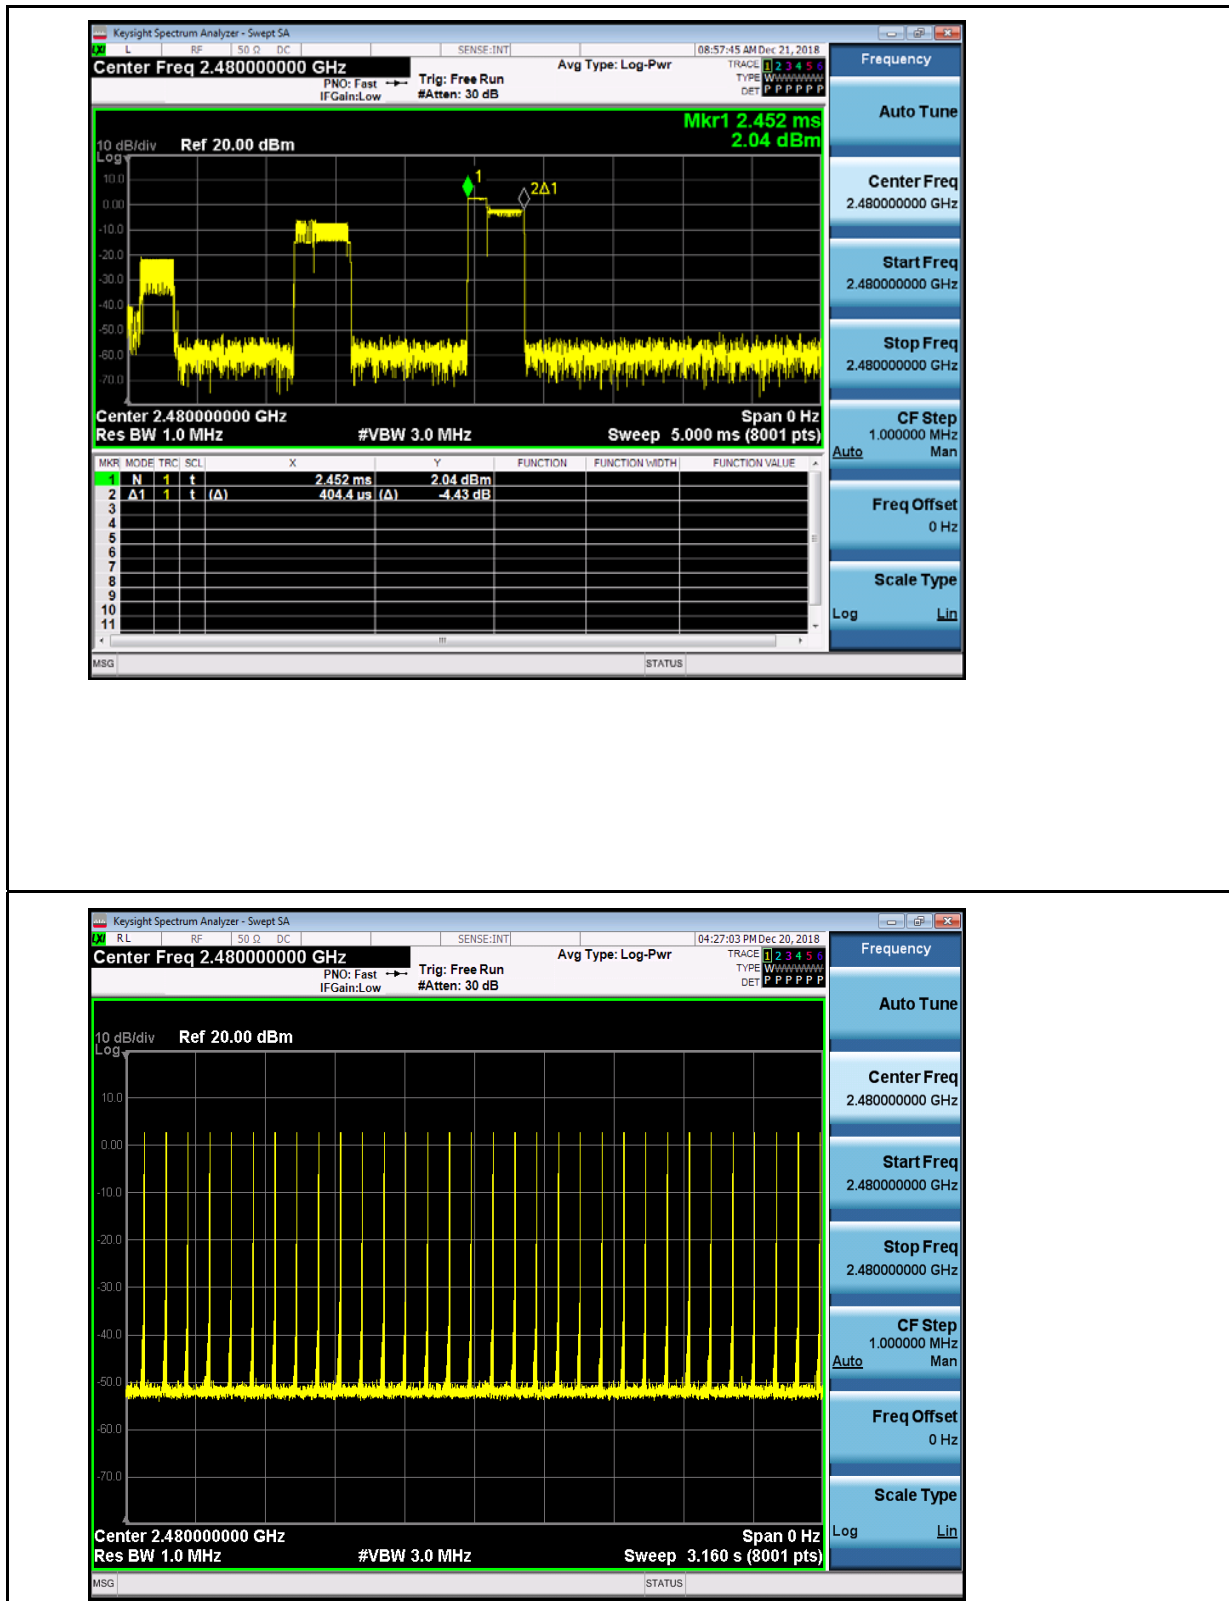 Keysight Spectrum Analyzer - Swept SA
LXI L RF 50 Ω DC SENSE:INT 08:57:45 AM Dec 21, 2018
Center Freq 2.480000000 GHz
PNO: Fast
IFGain:Low
Trig: Free Run
#Atten: 30 dB
Avg Type: Log-Pwr
TRACE 1 2 3 4 5 6
TYPE WWWWWW
DET P P P P P P
Mkr1 2.452 ms
2.04 dBm
10 dB/div Ref 20.00 dBm
Log
10.0
0.00
-10.0
-20.0
-30.0
-40.0
-50.0
-60.0
-70.0
1
2Δ1
Center 2.480000000 GHz Span 0 Hz
Res BW 1.0 MHz #VBW 3.0 MHz Sweep 5.000 ms (8001 pts)
MKR MODE TRC SCL X Y FUNCTION FUNCTION WIDTH FUNCTION VALUE
1 N 1 t 2.452 ms 2.04 dBm
2 Δ1 1 t (Δ) 404.4 μs (Δ) -4.43 dB
3
4
5
6
7
8
9
10
11
MSG STATUS
Frequency
Auto Tune
Center Freq
2.480000000 GHz
Start Freq
2.480000000 GHz
Stop Freq
2.480000000 GHz
CF Step
1.000000 MHz
Auto Man
Freq Offset
0 Hz
Scale Type
Log Lin
Keysight Spectrum Analyzer - Swept SA
LXI RL RF 50 Ω DC SENSE:INT 04:27:03 PM Dec 20, 2018
Center Freq 2.480000000 GHz
PNO: Fast
IFGain:Low
Trig: Free Run
#Atten: 30 dB
Avg Type: Log-Pwr
TRACE 1 2 3 4 5 6
TYPE WWWWWW
DET P P P P P P
10 dB/div Ref 20.00 dBm
Log
10.0
0.00
-10.0
-20.0
-30.0
-40.0
-50.0
-60.0
-70.0
Center 2.480000000 GHz Span 0 Hz
Res BW 1.0 MHz #VBW 3.0 MHz Sweep 3.160 s (8001 pts)
MSG STATUS
Frequency
Auto Tune
Center Freq
2.480000000 GHz
Start Freq
2.480000000 GHz
Stop Freq
2.480000000 GHz
CF Step
1.000000 MHz
Auto Man
Freq Offset
0 Hz
Scale Type
Log Lin